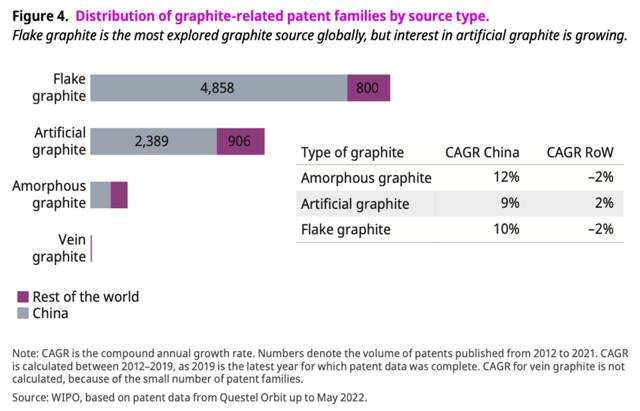 Figure 4. Distribution of graphite-related patent families by source type.
Flake graphite is the most explored graphite source globally, but interest in artificial graphite is growing.
Flake
graphite
4,858
800
Artificial
graphite
2,389
906
Amorphous
graphite
Vein
graphite
Type of graphite CAGR China CAGR RoW
Amorphous graphite 12% –2%
Artificial graphite 9% 2%
Flake graphite 10% –2%
Rest of the world
China
Note: CAGR is the compound annual growth rate. Numbers denote the volume of patents published from 2012 to 2021. CAGR
is calculated between 2012–2019, as 2019 is the latest year for which patent data was complete. CAGR for vein graphite is not
calculated, because of the small number of patent families.
Source: WIPO, based on patent data from Questel Orbit up to May 2022.